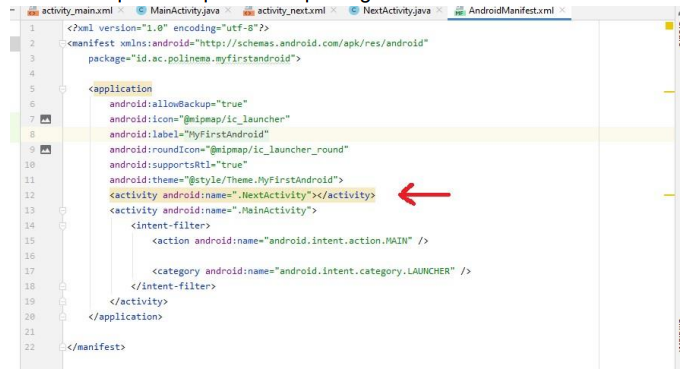 activity_main.xml MainActivity.java activity_next.xml NextActivity.java AndroidManifest.xml
1 <?xml version="1.0" encoding="utf-8"?>
2 <manifest xmlns:android="http://schemas.android.com/apk/res/android"
3 package="id.ac.polinema.myfirstandroid">
4
5 <application
6 android:allowBackup="true"
7 android:icon="@mipmap/ic_launcher"
8 android:label="MyFirstAndroid"
9 android:roundIcon="@mipmap/ic_launcher_round"
10 android:supportsRtl="true"
11 android:theme="@style/Theme.MyFirstAndroid">
12 <activity android:name=".NextActivity"></activity>
13 <activity android:name=".MainActivity">
14 <intent-filter>
15 <action android:name="android.intent.action.MAIN" />
16
17 <category android:name="android.intent.category.LAUNCHER" />
18 </intent-filter>
19 </activity>
20 </application>
21
22 </manifest>